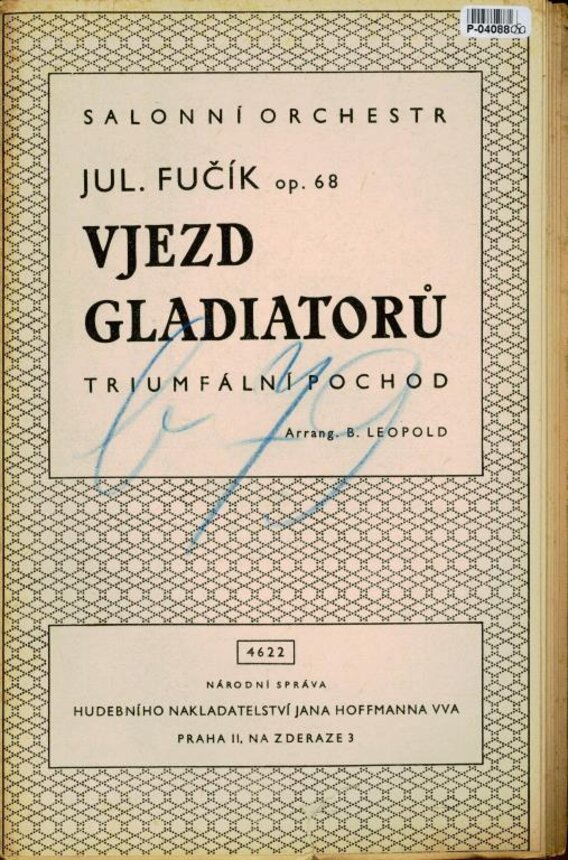 SALONNÍ ORCHESTR
JUL. FUČÍK op. 68
VJEZD
GLADIATORŮ
TRIUMFÁLNÍ POCHOD
Arrang. B. LEOPOLD
4622
NÁRODNÍ SPRÁVA
HUDEBNÍHO NAKLADATELSTVÍ JANA HOFFMANNA VVA
PRAHA II, NA ZDERAZE 3